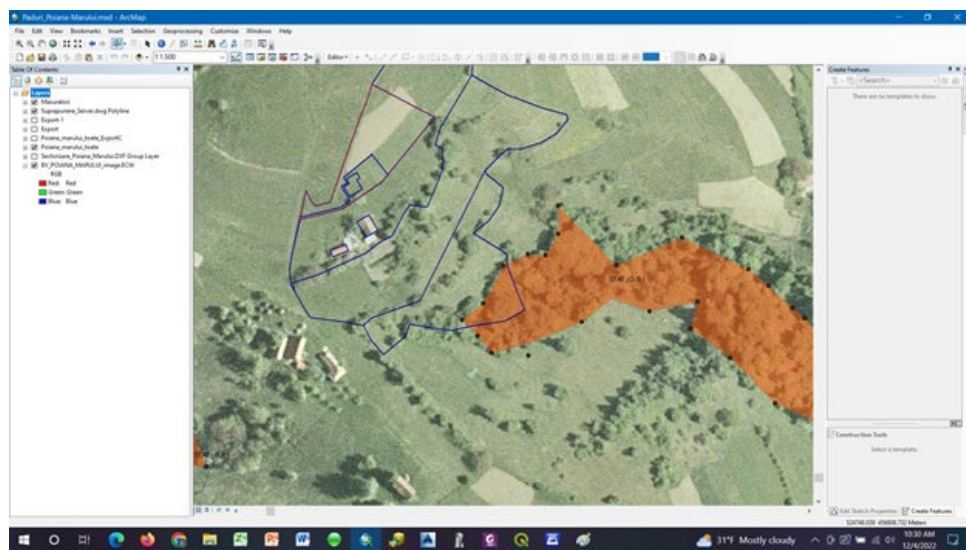 Paduri_Poiana-Marului.mxd - ArcMap
File Edit View Bookmarks Insert Selection Geoprocessing Customize Windows Help
1:1.500
Editor
Table Of Contents
Layers
Masuratori
Suprapunere_Server.dwg Polyline
Export-1
Export
Poiana_marului_toate_ExportC
Poiana_marului_toate
Sectorizare_Poiana_Marului.DXF Group Layer
BV_POIANA_MARULUI_image.ECW
RGB
Red: Red
Green: Green
Blue: Blue
Create Features
<Search>
There are no templates to show.
Construction Tools
Select a template.
Edit Sketch Properties Create Features
Meters
31°F Mostly cloudy
10:30 AM
12/4/2022